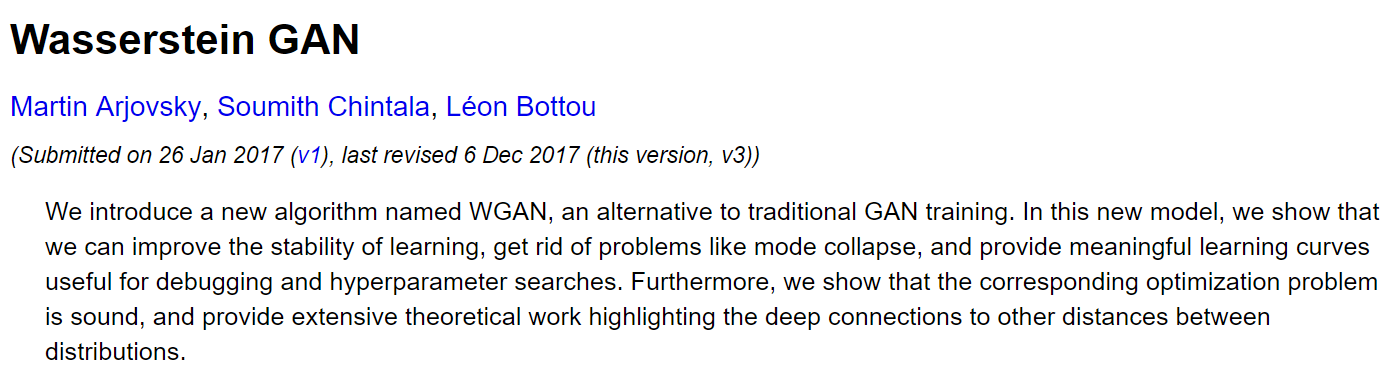 Wasserstein GAN
Martin Arjovsky, Soumith Chintala, Léon Bottou
(Submitted on 26 Jan 2017 (v1), last revised 6 Dec 2017 (this version, v3))
We introduce a new algorithm named WGAN, an alternative to traditional GAN training. In this new model, we show that
we can improve the stability of learning, get rid of problems like mode collapse, and provide meaningful learning curves
useful for debugging and hyperparameter searches. Furthermore, we show that the corresponding optimization problem
is sound, and provide extensive theoretical work highlighting the deep connections to other distances between
distributions.